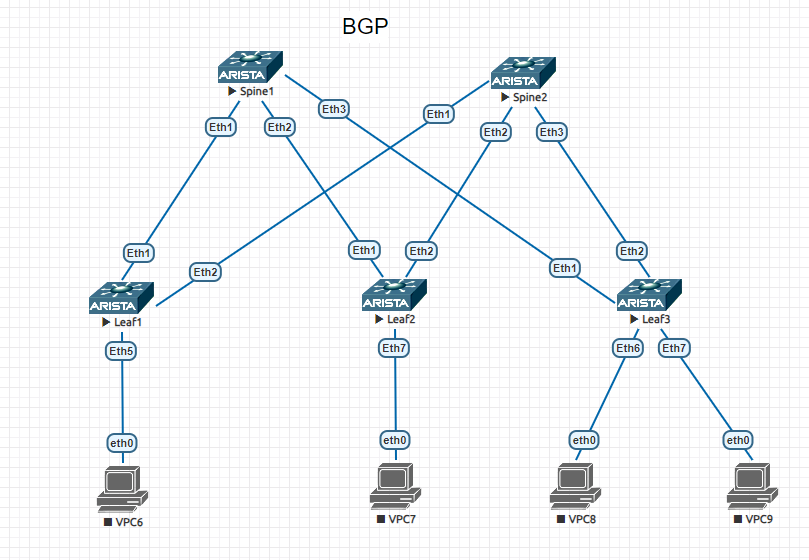 BGP
ARISTA
ARISTA
Spine1
Spine2
Eth3
Eth1
Eth1
Eth2
Eth2
Eth3
Eth1
Eth1
Eth2
Eth2
Eth2
Eth1
ARISTA
ARISTA
ARISTA
Leaf1
Leaf2
Leaf3
Eth5
Eth7
Eth6
Eth7
eth0
eth0
eth0
eth0
VPC6
VPC7
VPC8
VPC9